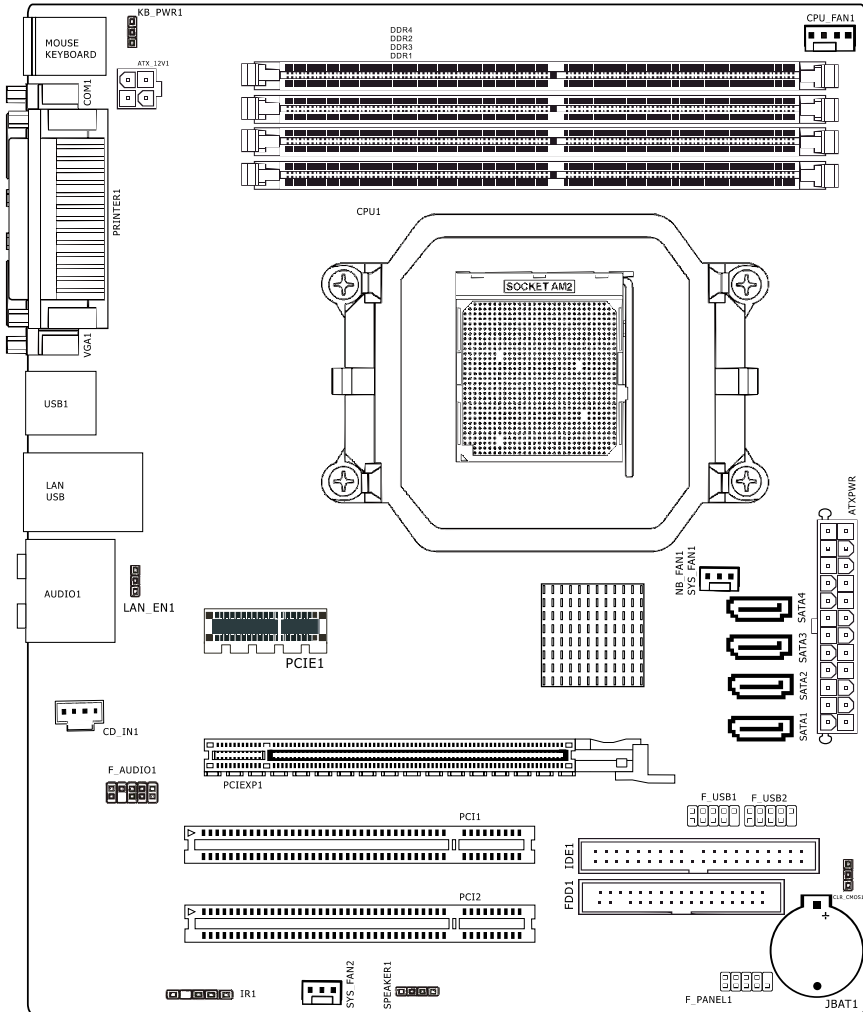 KB_PWR1
CPU_FAN1
MOUSE
KEYBOARD
DDR4
DDR2
DDR3
DDR1
ATX_12V1
COM1
PRINTER1
CPU1
SOCKET AM2
VGA1
USB1
LAN
USB
ATXPWR
NB_FAN1
SYS_FAN1
AUDIO1
LAN_EN1
SATA4
PCIE1
SATA3
SATA2
CD_IN1
SATA1
F_AUDIO1
PCIEXP1
F_USB1
F_USB2
PCI1
IDE1
FDD1
CLR_CMOS1
PCI2
+
IR1
SYS_FAN2
SPEAKER1
F_PANEL1
JBAT1